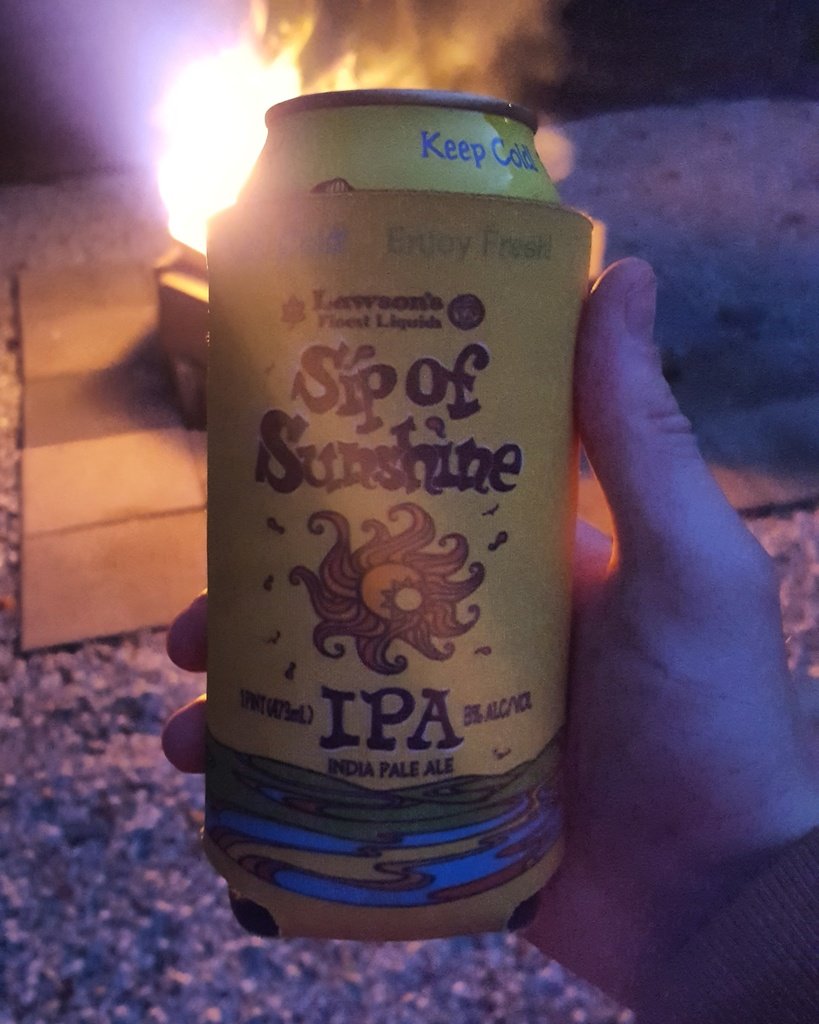 Keep Cold!
Cold! Enjoy Fresh!
Lawson's
Finest Liquids
Sip of
Sunshine
1 PINT (473mL) IPA 8% ALC/VOL
INDIA PALE ALE